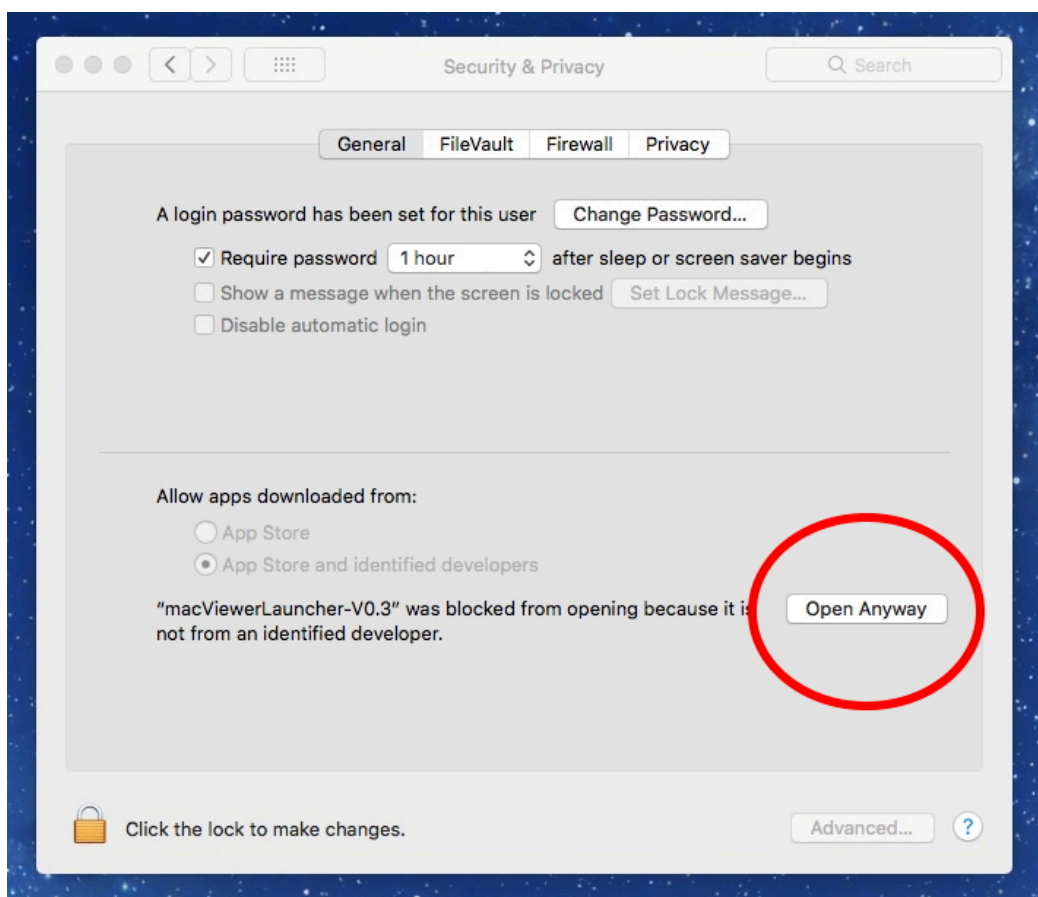 Security & Privacy
Search
General FileVault Firewall Privacy
A login password has been set for this user Change Password...
Require password 1 hour after sleep or screen saver begins
Show a message when the screen is locked Set Lock Message...
Disable automatic login
Allow apps downloaded from:
App Store
App Store and identified developers
“macViewerLauncher-V0.3” was blocked from opening because it is Open Anyway
not from an identified developer.
Click the lock to make changes.
Advanced... ?